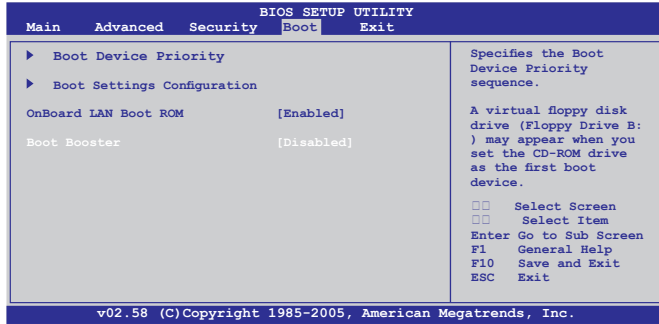 BIOS SETUP UTILITY
Main Advanced Security Boot Exit
Boot Device Priority
Boot Settings Configuration
OnBoard LAN Boot ROM [Enabled]
Boot Booster [Disabled]
Specifies the Boot
Device Priority
sequence.
A virtual floppy disk
drive (Floppy Drive B:
) may appear when you
set the CD-ROM drive
as the first boot
device.
□□ Select Screen
□□ Select Item
Enter Go to Sub Screen
F1 General Help
F10 Save and Exit
ESC Exit
v02.58 (C)Copyright 1985-2005, American Megatrends, Inc.